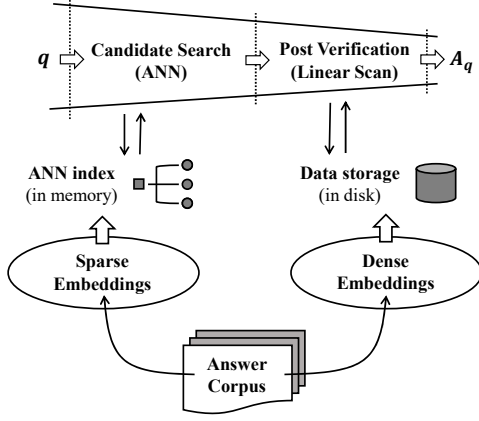 q
Candidate Search
(ANN)
Post Verification
(Linear Scan)
A_q
ANN index
(in memory)
Data storage
(in disk)
Sparse
Embeddings
Dense
Embeddings
Answer
Corpus